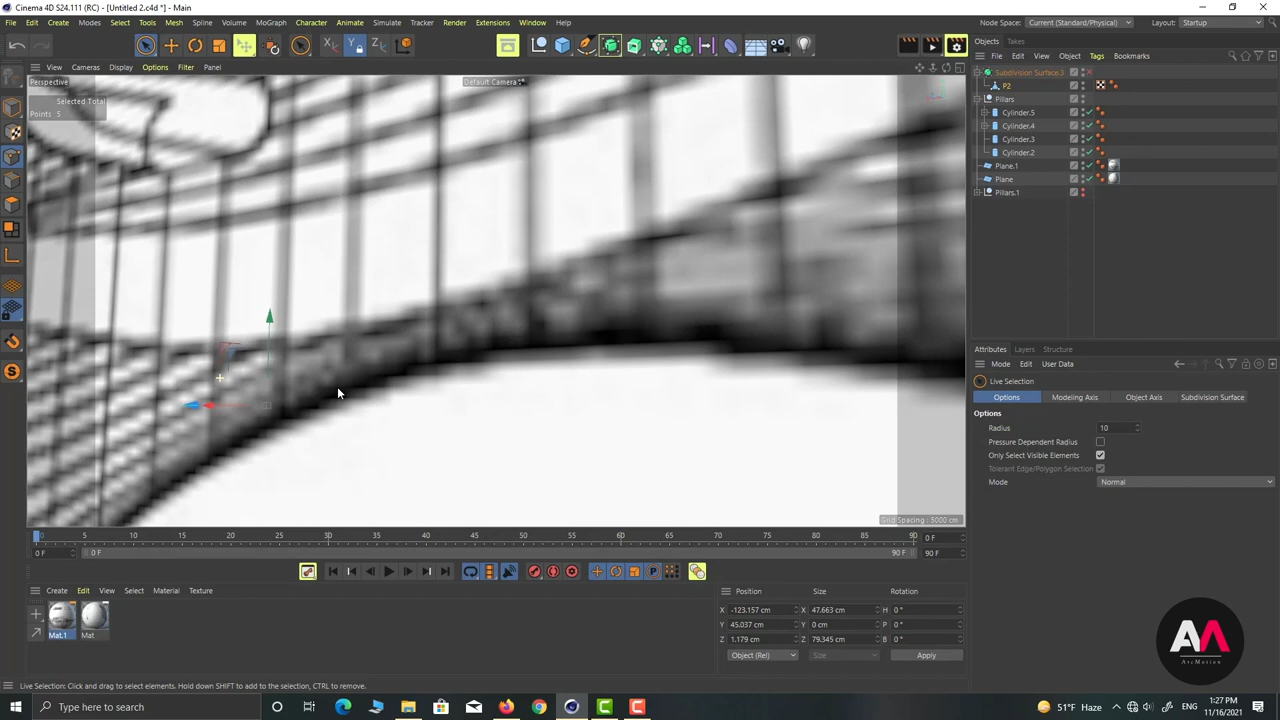 Cinema 4D S24.111 (RC) - [Untitled 2.c4d *] - Main
File Edit Create Modes Select Tools Mesh Spline Volume MoGraph Character Animate Simulate Tracker Render Extensions Window Help
Node Space: Current (Standard/Physical) Layout: Startup
X Y Z
Objects Takes
File Edit View Object Tags Bookmarks
View Cameras Display Options Filter Panel
Perspective
Default Camera
Selected Total
Points 5
Subdivision Surface.3
P2
Pillars
Cylinder.5
Cylinder.4
Cylinder.3
Cylinder.2
Plane.1
Plane
Pillars.1
Attributes Layers Structure
Mode Edit User Data
Live Selection
Options Modeling Axis Object Axis Subdivision Surface
Options
Radius 10
Pressure Dependent Radius
Only Select Visible Elements
Tolerant Edge/Polygon Selection
Mode Normal
Grid Spacing : 5000 cm
0 5 10 15 20 25 30 35 40 45 50 55 60 65 70 75 80 85 90 0 F
0 F 0 F 90 F 90 F
Create Edit View Select Material Texture
Mat.1 Mat
Position Size Rotation
X -123.157 cm X 47.663 cm H 0 °
Y 45.037 cm Y 0 cm P 0 °
Z 1.179 cm Z 79.345 cm B 0 °
Object (Rel) Size Apply
AM
ArcMotion
Live Selection: Click and drag to select elements. Hold down SHIFT to add to the selection, CTRL to remove.
Type here to search
51°F Haze
1:27 PM
11/16/2021